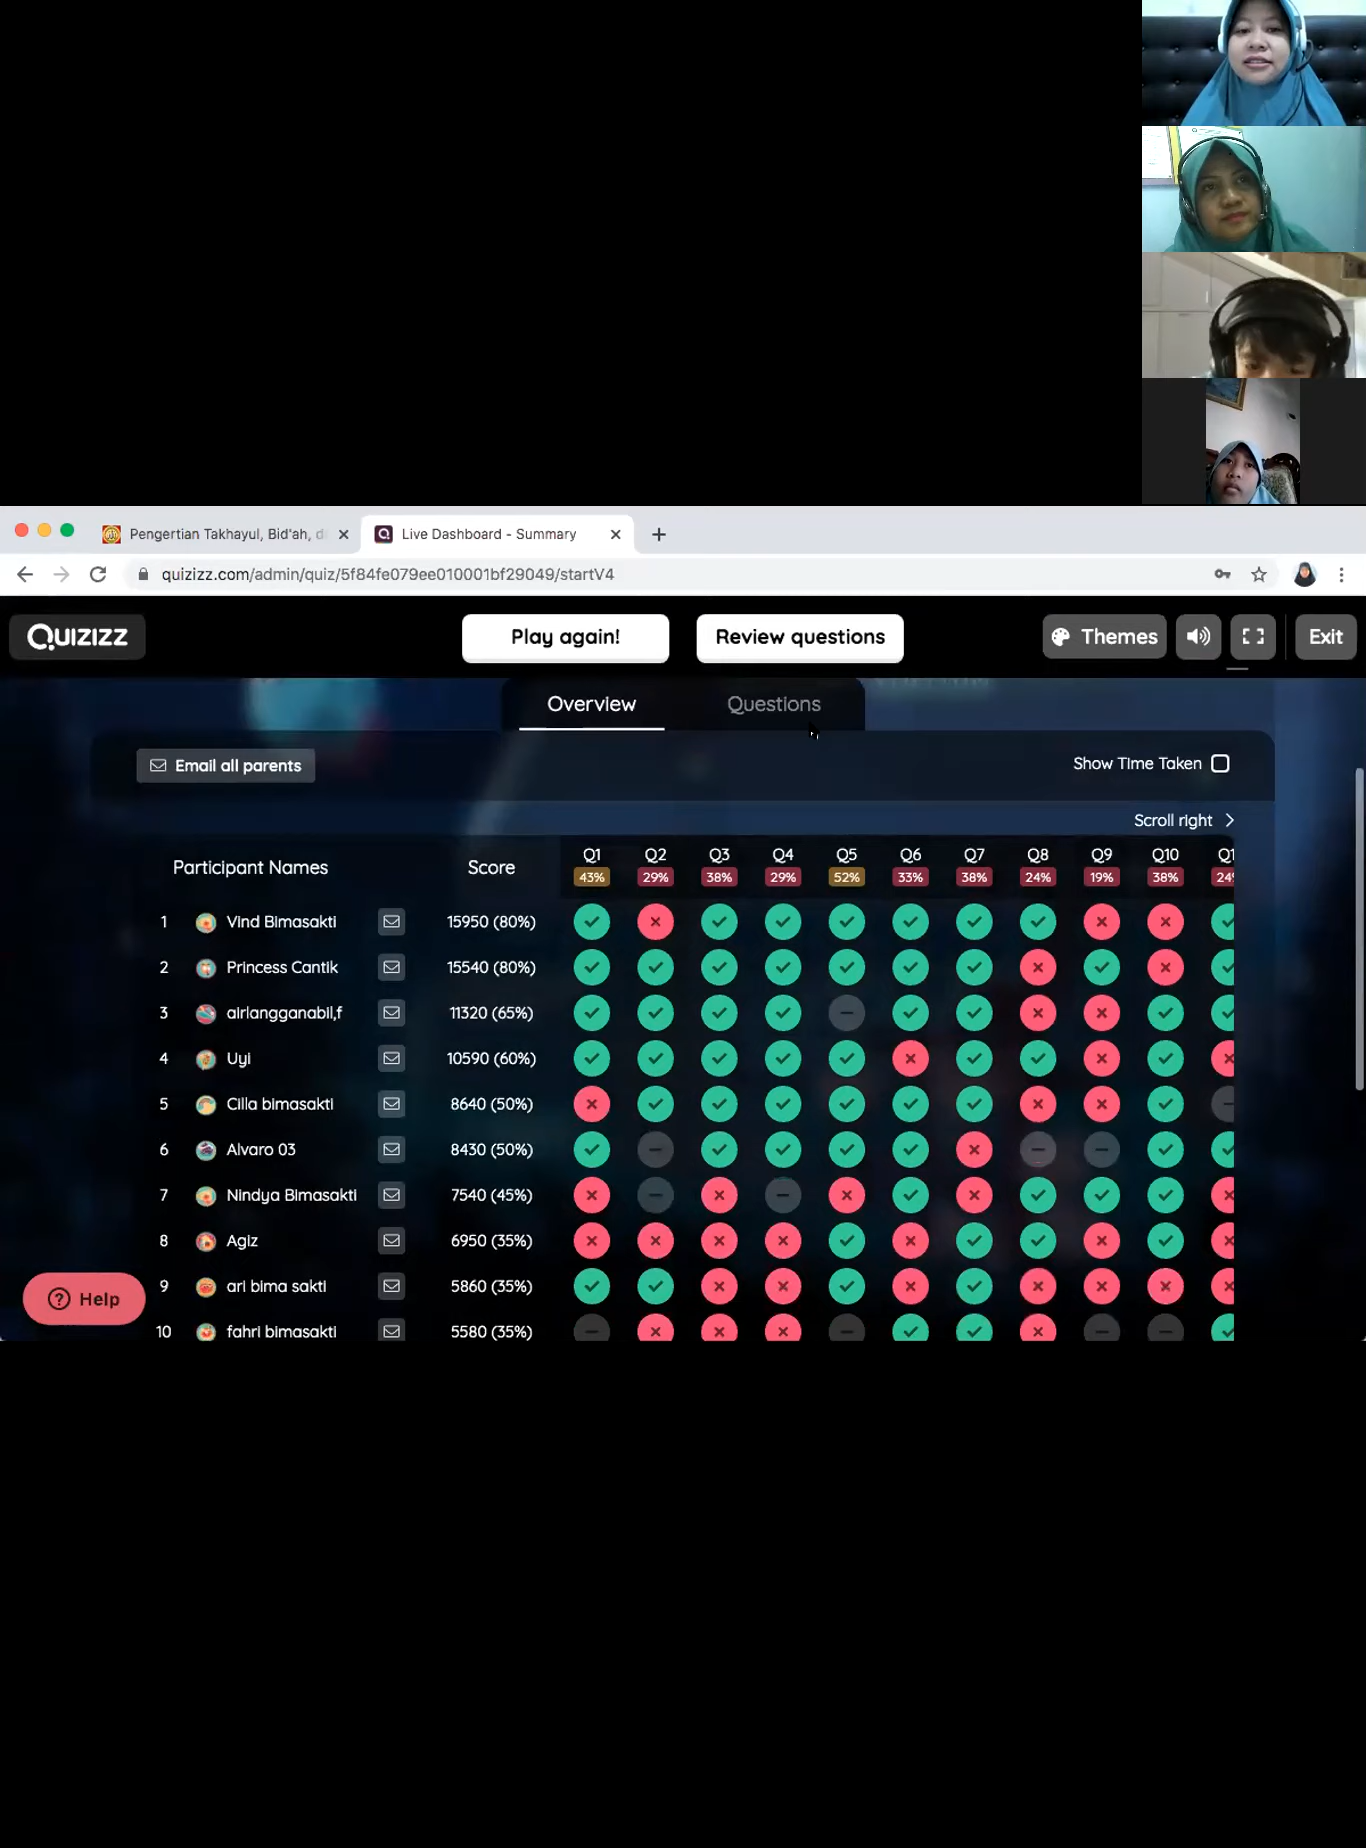 Pengertian Takhayul, Bid'ah, d
Live Dashboard - Summary
quizizz.com/admin/quiz/5f84fe079ee010001bf29049/startV4
QUIZIZZ
Play again!
Review questions
Themes
Exit
Overview
Questions
Email all parents
Show Time Taken
Scroll right
Participant Names Score Q1 Q2 Q3 Q4 Q5 Q6 Q7 Q8 Q9 Q10 Q1
43% 29% 38% 29% 52% 33% 38% 24% 19% 38% 24%
1 Vind Bimasakti 15950 (80%)
2 Princess Cantik 15540 (80%)
3 airlangganabil,f 11320 (65%)
4 Uyi 10590 (60%)
5 Cilla bimasakti 8640 (50%)
6 Alvaro 03 8430 (50%)
7 Nindya Bimasakti 7540 (45%)
8 Agiz 6950 (35%)
9 ari bima sakti 5860 (35%)
10 fahri bimasakti 5580 (35%)
Help